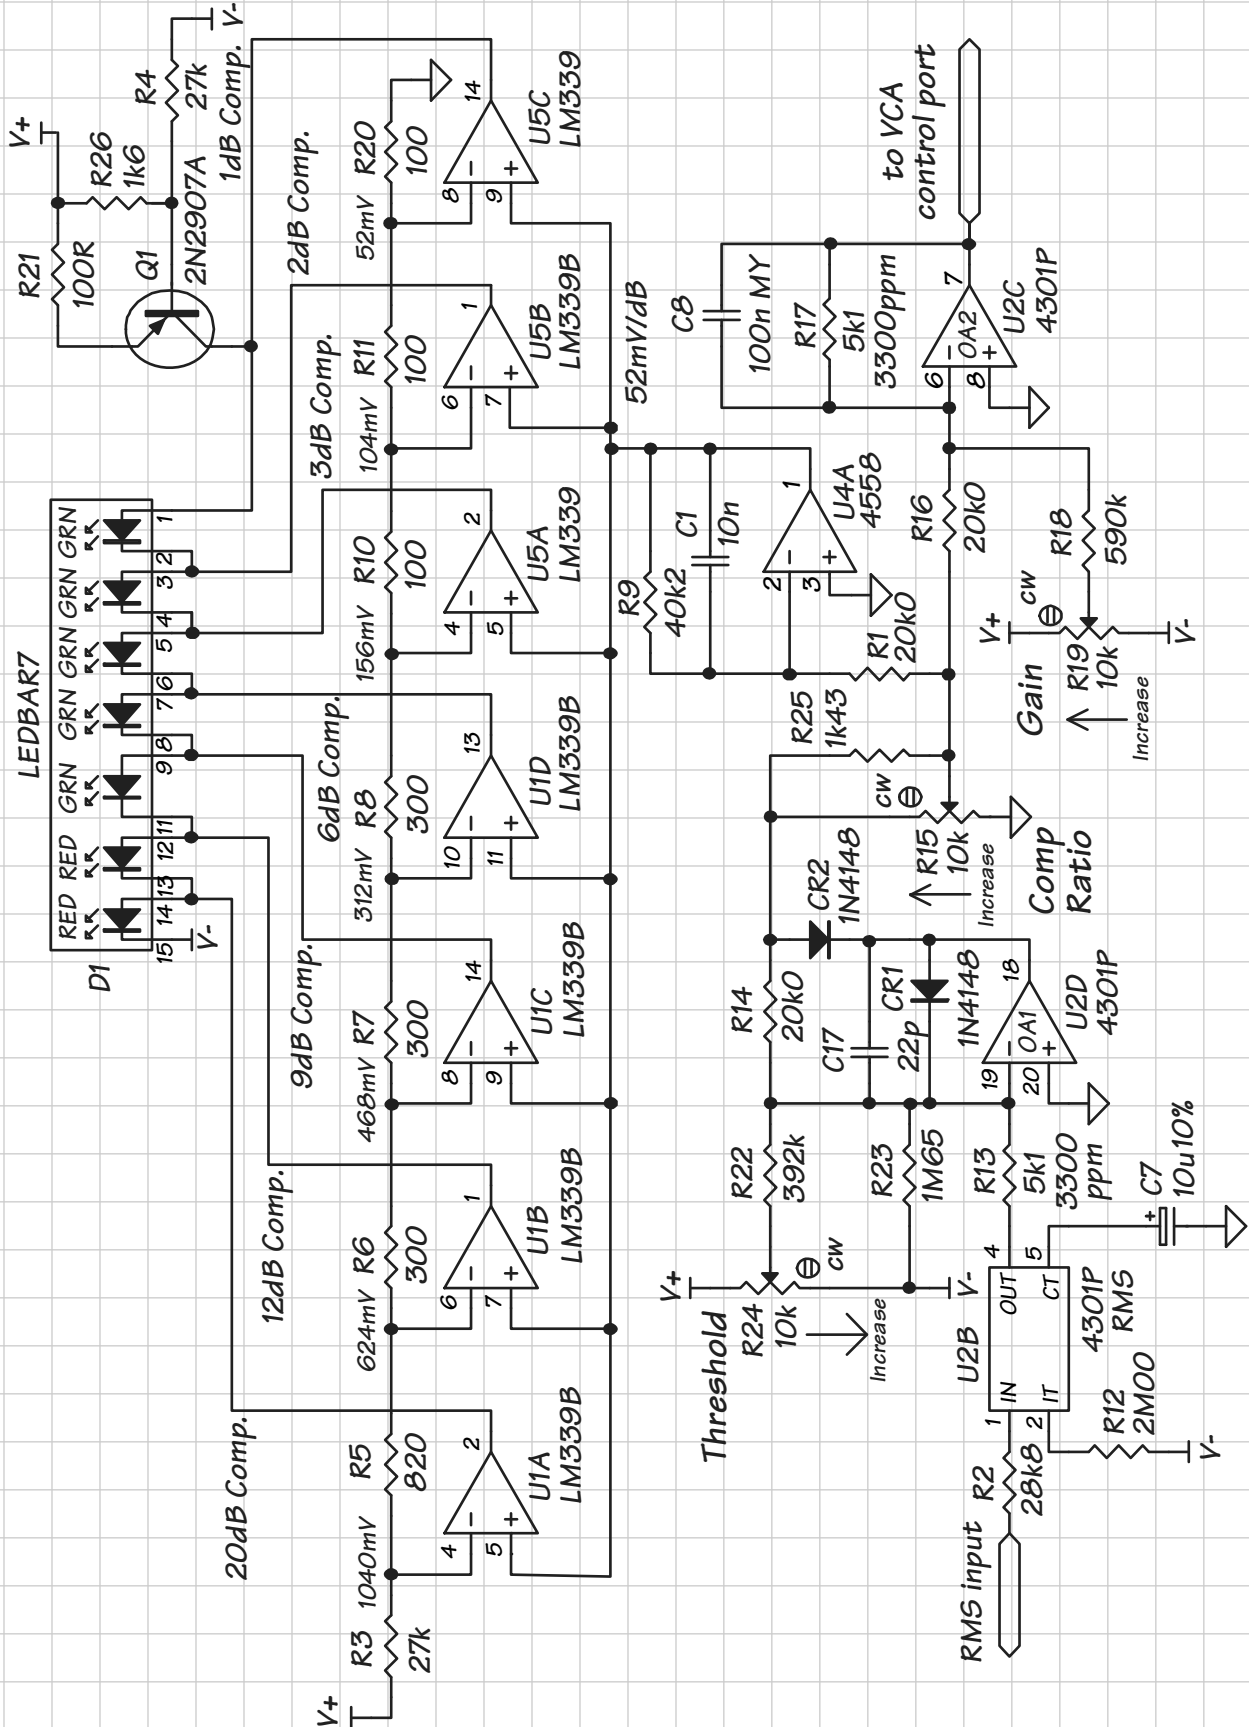 V+
R26
1k6
R4
27k
V-
R21
100R
Q1
2N2907A
1dB Comp.
LEDBAR7
D1
RED
RED
GRN
GRN
GRN
GRN
GRN
15
14
13
12
11
9
8
7
6
5
4
3
2
1
V-
20dB Comp.
12dB Comp.
9dB Comp.
6dB Comp.
3dB Comp.
2dB Comp.
V+
R3
27k
1040mV
R5
820
624mV
R6
300
468mV
R7
300
312mV
R8
300
156mV
R10
100
104mV
R11
100
52mV
R20
100
4
5
2
U1A
LM339B
6
7
1
U1B
LM339B
8
9
14
U1C
LM339B
10
11
13
U1D
LM339B
4
5
2
U5A
LM339
6
7
1
U5B
LM339B
8
9
14
U5C
LM339
52mV/dB
R9
40k2
C1
10n
2
3
1
U4A
4558
R1
20k0
R25
1k43
C8
100n MY
R17
5k1
3300ppm
6
8
7
OA2
U2C
4301P
to VCA
control port
R16
20k0
R18
590k
V+
cw
R19
10k
V-
Gain
Increase
cw
R15
10k
Increase
Comp
Ratio
CR2
1N4148
R14
20k0
C17
22p
CR1
1N4148
19
20
18
OA1
U2D
4301P
R22
392k
R23
1M65
R13
5k1
3300
ppm
Threshold
V+
R24
10k
cw
Increase
V-
C7
10u10%
+
U2B
4301P
RMS
IN
IT
OUT
CT
1
2
4
5
R12
2M00
V-
R2
28k8
RMS input